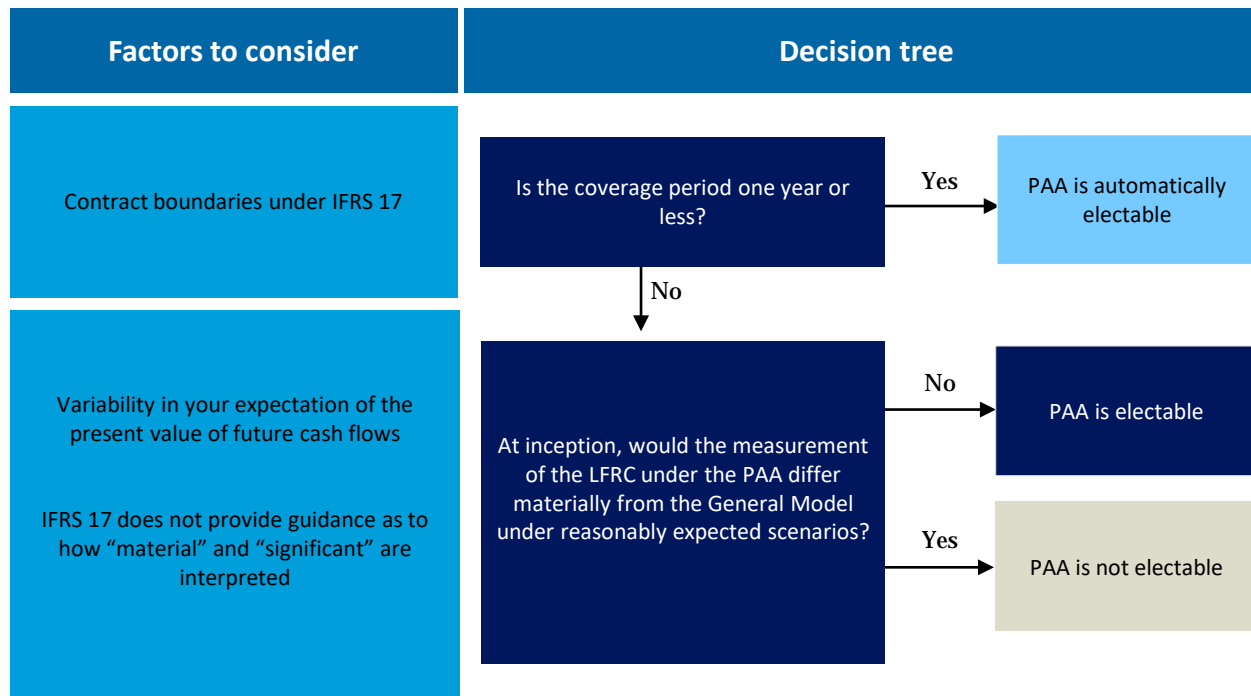 Factors to consider
Decision tree
Contract boundaries under IFRS 17
Is the coverage period one year or
less?
Yes
PAA is automatically
electable
No
Variability in your expectation of the
present value of future cash flows
IFRS 17 does not provide guidance as to
how “material” and “significant” are
interpreted
At inception, would the measurement
of the LFRC under the PAA differ
materially from the General Model
under reasonably expected scenarios?
No
PAA is electable
Yes
PAA is not electable